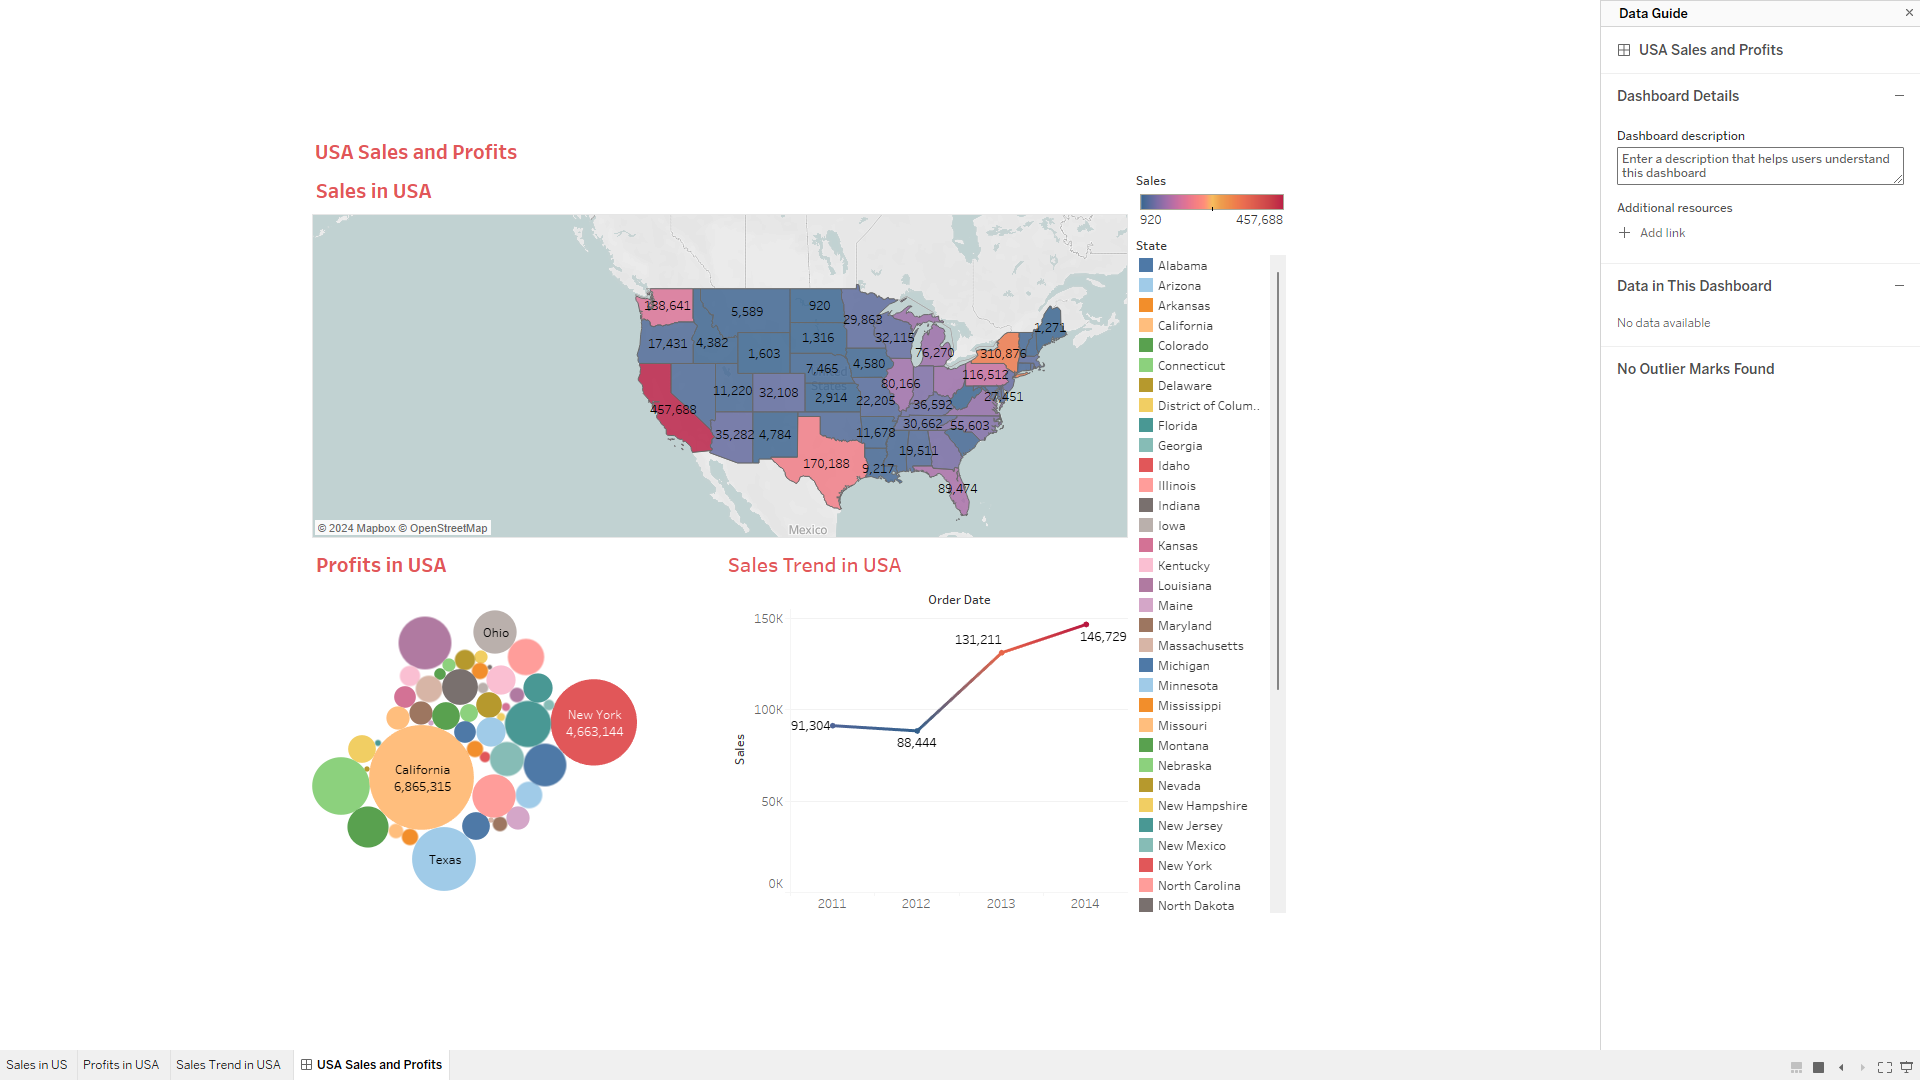 USA Sales and Profits
Sales in USA
138,641
5,589
920
29,863
1,271
17,431
4,382
1,603
1,316
32,115
76,270
310,876
7,465
4,580
116,512
11,220
32,108
2,914
22,205
80,166
36,592
27,451
457,688
35,282
4,784
11,678
30,662
55,603
170,188
9,217
19,511
89,474
Mexico
© 2024 Mapbox © OpenStreetMap
Sales
920 457,688
State
Alabama
Arizona
Arkansas
California
Colorado
Connecticut
Delaware
District of Colum..
Florida
Georgia
Idaho
Illinois
Indiana
Iowa
Kansas
Kentucky
Louisiana
Maine
Maryland
Massachusetts
Michigan
Minnesota
Mississippi
Missouri
Montana
Nebraska
Nevada
New Hampshire
New Jersey
New Mexico
New York
North Carolina
North Dakota
Profits in USA
Ohio
New York
4,663,144
California
6,865,315
Texas
Sales Trend in USA
Order Date
150K
100K
50K
0K
Sales
91,304
88,444
131,211
146,729
2011 2012 2013 2014
Data Guide
USA Sales and Profits
Dashboard Details
Dashboard description
Enter a description that helps users understand
this dashboard
Additional resources
Add link
Data in This Dashboard
No data available
No Outlier Marks Found
Sales in US Profits in USA Sales Trend in USA USA Sales and Profits